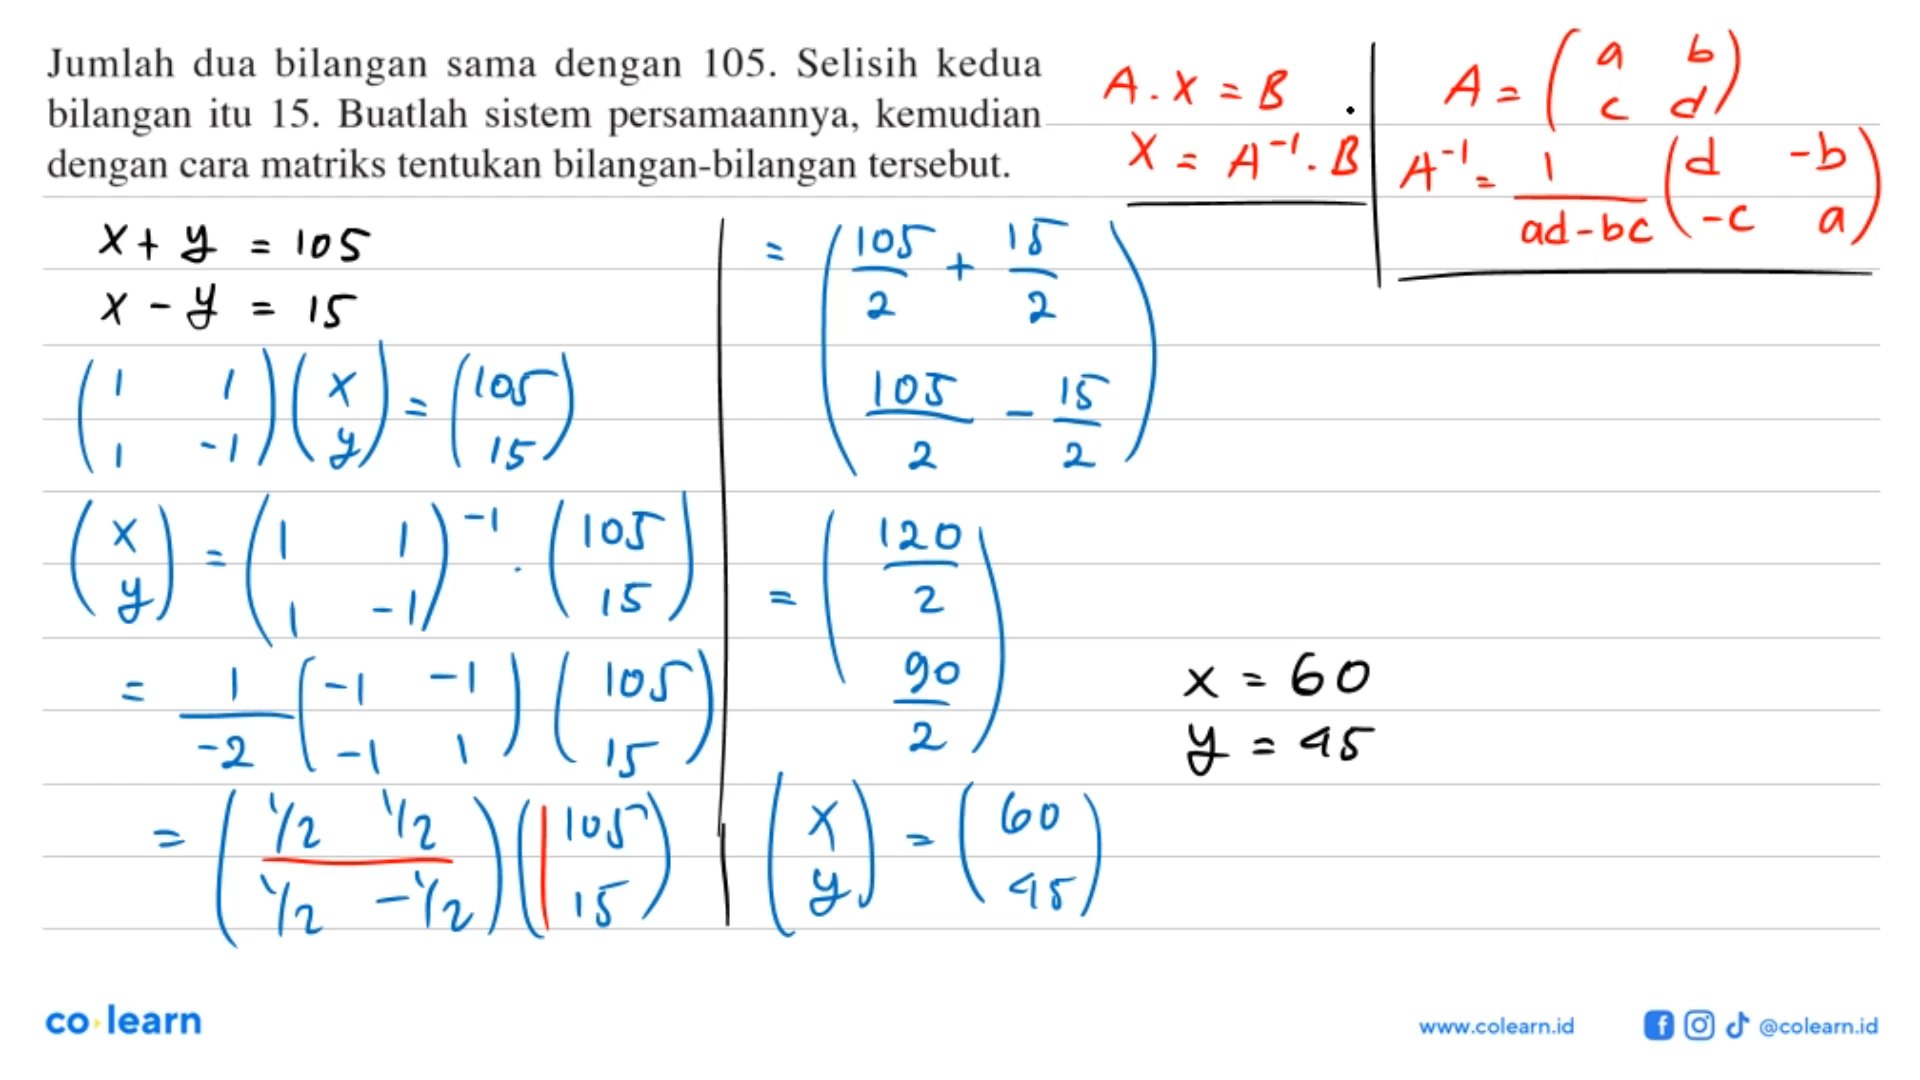 Jumlah dua bilangan sama dengan 105. Selisih kedua
bilangan itu 15. Buatlah sistem persamaannya, kemudian
dengan cara matriks tentukan bilangan-bilangan tersebut.
A . X = B
X = A⁻¹ . B
A = ( a b
c d )
A⁻¹ = 1/(ad-bc) ( d -b
-c a )
x + y = 105
x - y = 15
( 1 1 ) ( x ) = ( 105 )
( 1 -1 ) ( y ) ( 15 )
( x ) = ( 1 1 )⁻¹ . ( 105 )
( y ) ( 1 -1 ) ( 15 )
= 1/-2 ( -1 -1 ) ( 105 )
( -1 1 ) ( 15 )
= ( 1/2 1/2 ) ( 105 )
( 1/2 -1/2 ) ( 15 )
= ( 105/2 + 15/2 )
( 105/2 - 15/2 )
= ( 120/2 )
( 90/2 )
( x ) = ( 60 )
( y ) ( 45 )
x = 60
y = 45
co learn
www.colearn.id
@colearn.id